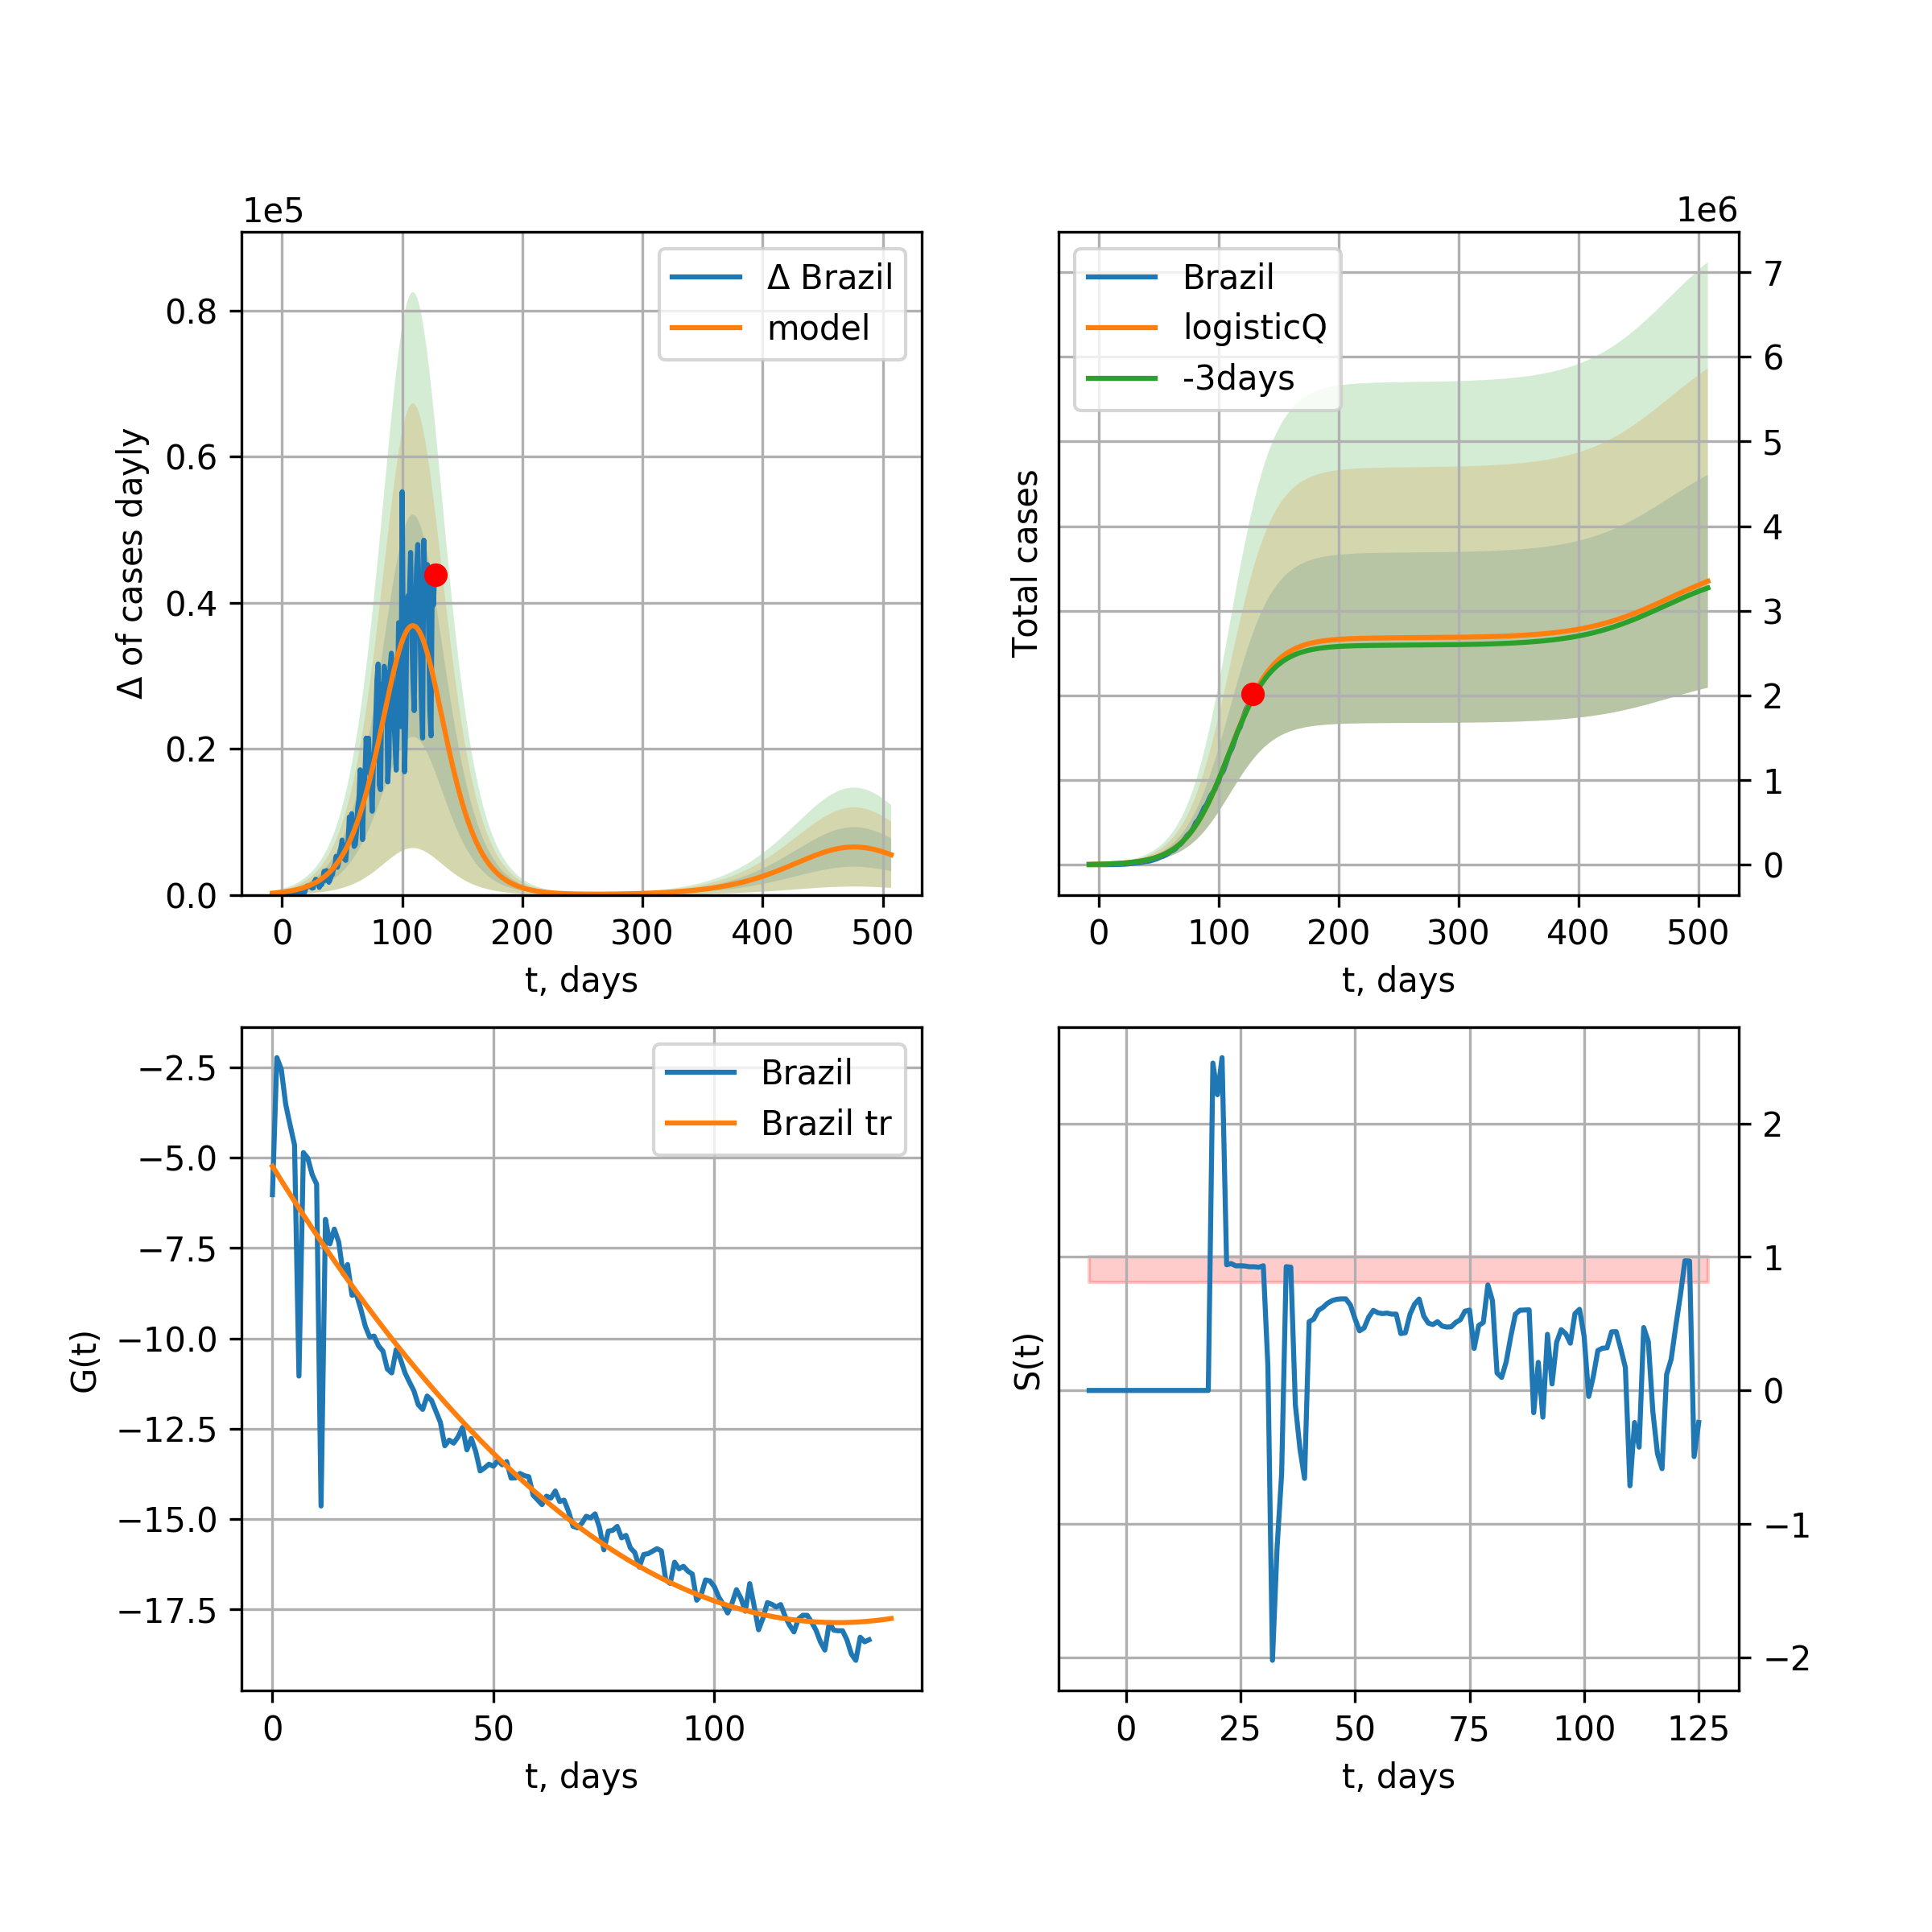 1e5
Δ of cases dayly
0.8
0.6
0.4
0.2
0.0
Δ Brazil
model
0 100 200 300 400 500
t, days
1e6
Total cases
Brazil
logisticQ
-3days
7
6
5
4
3
2
1
0
0 100 200 300 400 500
t, days
G(t)
−2.5
−5.0
−7.5
−10.0
−12.5
−15.0
−17.5
Brazil
Brazil tr
0 50 100
t, days
S(t)
2
1
0
−1
−2
0 25 50 75 100 125
t, days